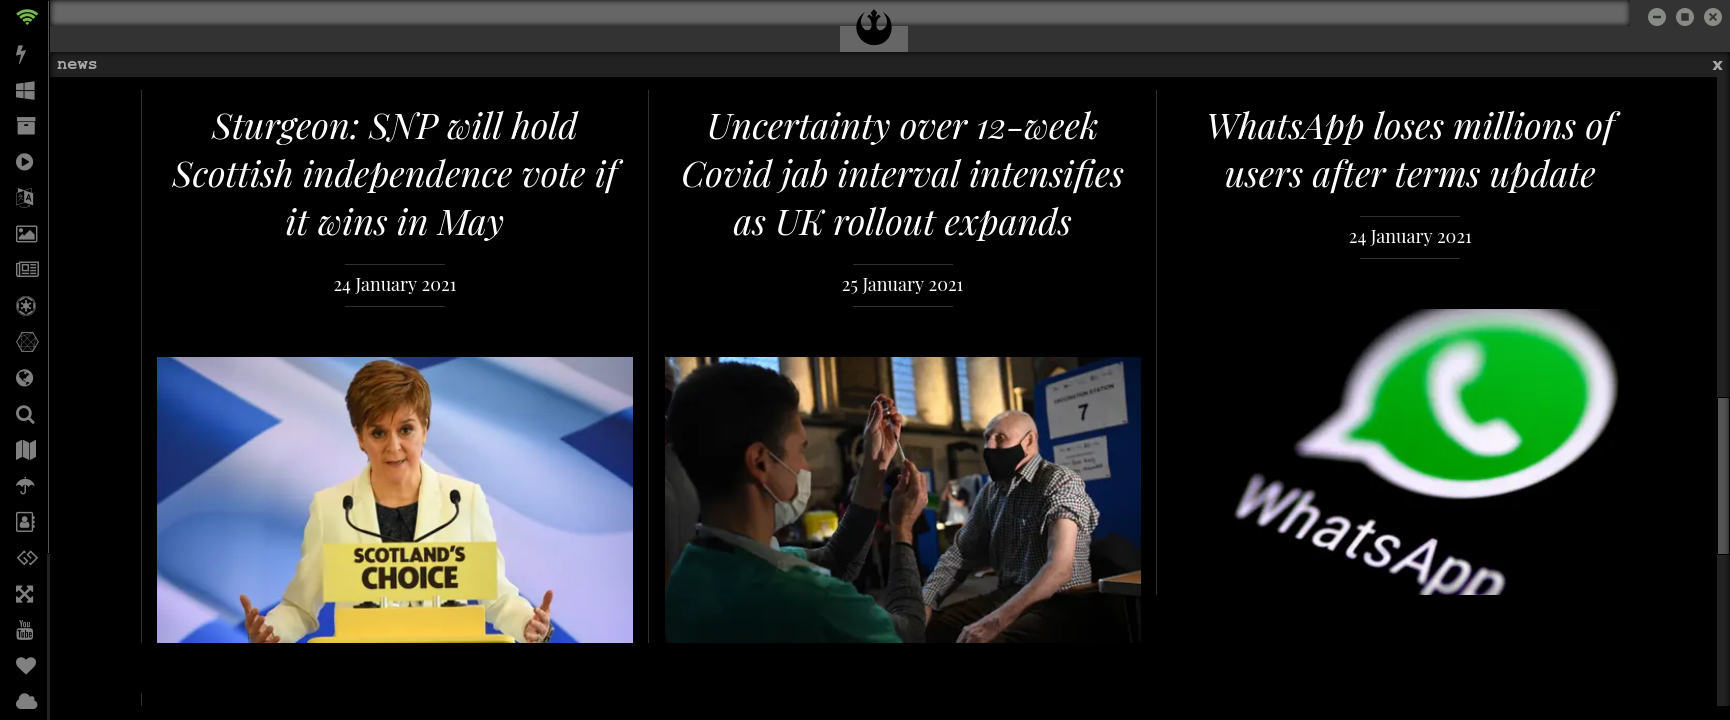 news
x
Sturgeon: SNP will hold
Scottish independence vote if
it wins in May
24 January 2021
SCOTLAND'S
CHOICE
Uncertainty over 12-week
Covid jab interval intensifies
as UK rollout expands
25 January 2021
VACCINATION STATION
7
WhatsApp loses millions of
users after terms update
24 January 2021
WhatsApp
You
Tube